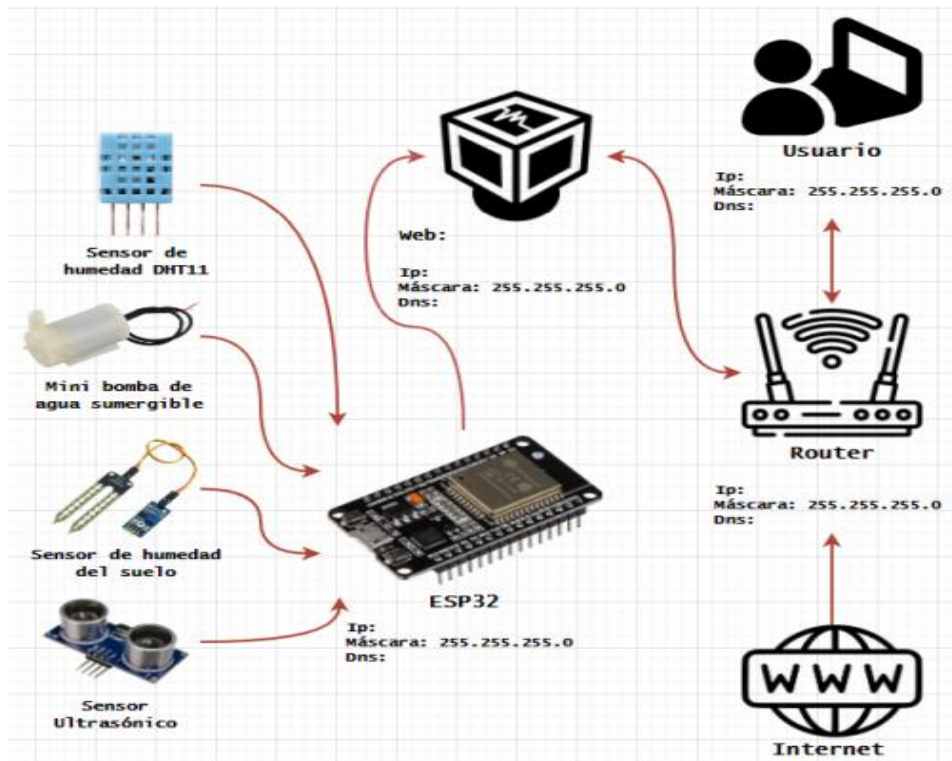 Usuario
Ip:
Máscara: 255.255.255.0
Dns:
Sensor de
humedad DHT11
Web:
Ip:
Máscara: 255.255.255.0
Dns:
Mini bomba de
agua sumergible
Router
Ip:
Máscara: 255.255.255.0
Dns:
Sensor de humedad
del suelo
ESP32
Ip:
Máscara: 255.255.255.0
Dns:
Sensor
Ultrasónico
WWW
Internet